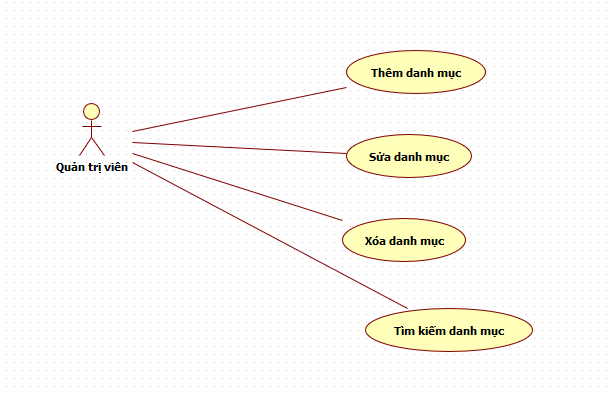 Thêm danh mục
Sửa danh mục
Quản trị viên
Xóa danh mục
Tìm kiếm danh mục